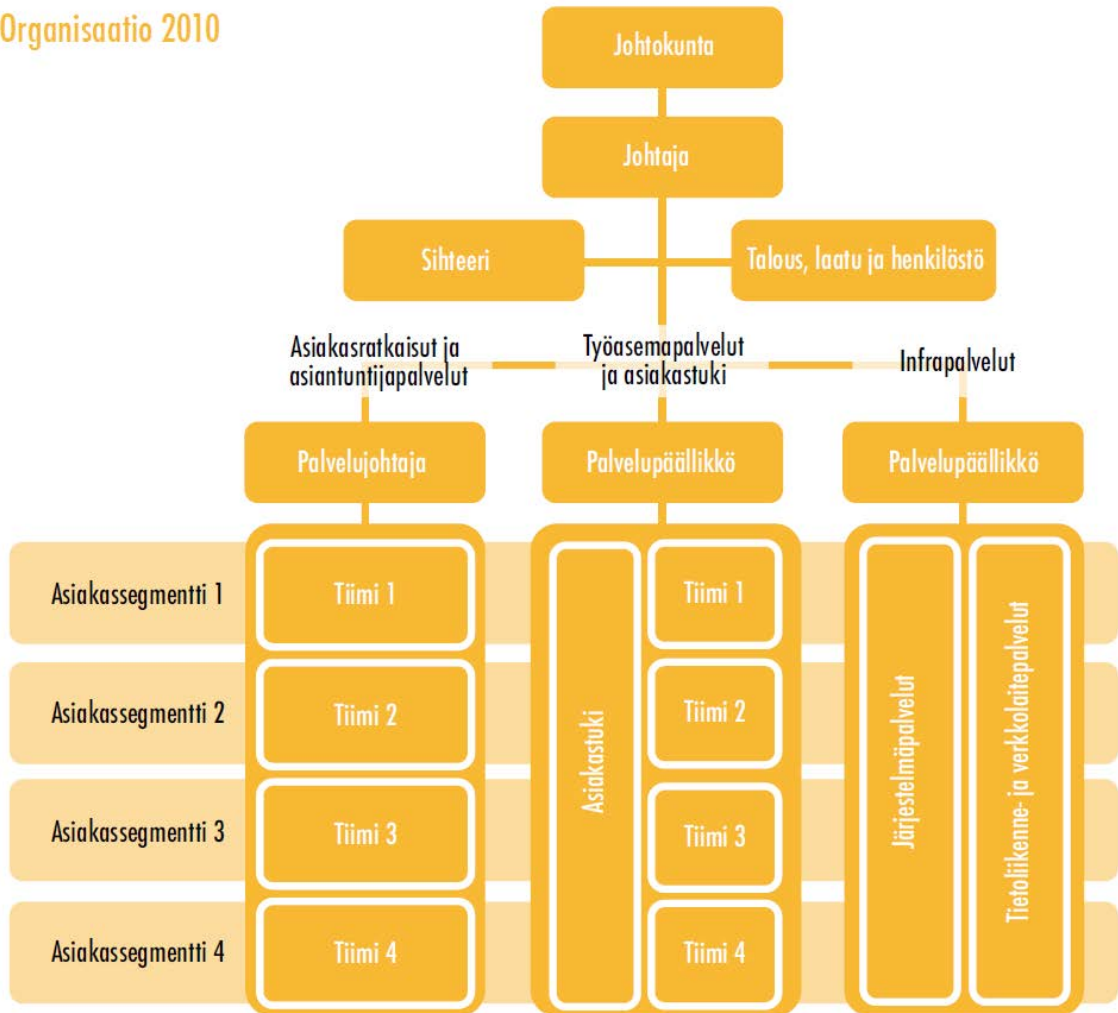 Organisaatio 2010
Johtokunta
Johtaja
Sihteeri
Talous, laatu ja henkilöstö
Asiakasratkaisut ja
asiantuntijapalvelut
Työasemapalvelut
ja asiakastuki
Infrapalvelut
Palvelujohtaja
Palvelupäällikkö
Palvelupäällikkö
Asiakassegmentti 1
Tiimi 1
Tiimi 1
Asiakassegmentti 2
Tiimi 2
Tiimi 2
Asiakassegmentti 3
Tiimi 3
Tiimi 3
Asiakassegmentti 4
Tiimi 4
Tiimi 4
Asiakastuki
Järjestelmäpalvelut
Tietoliikenne- ja verkkolaitepalvelut